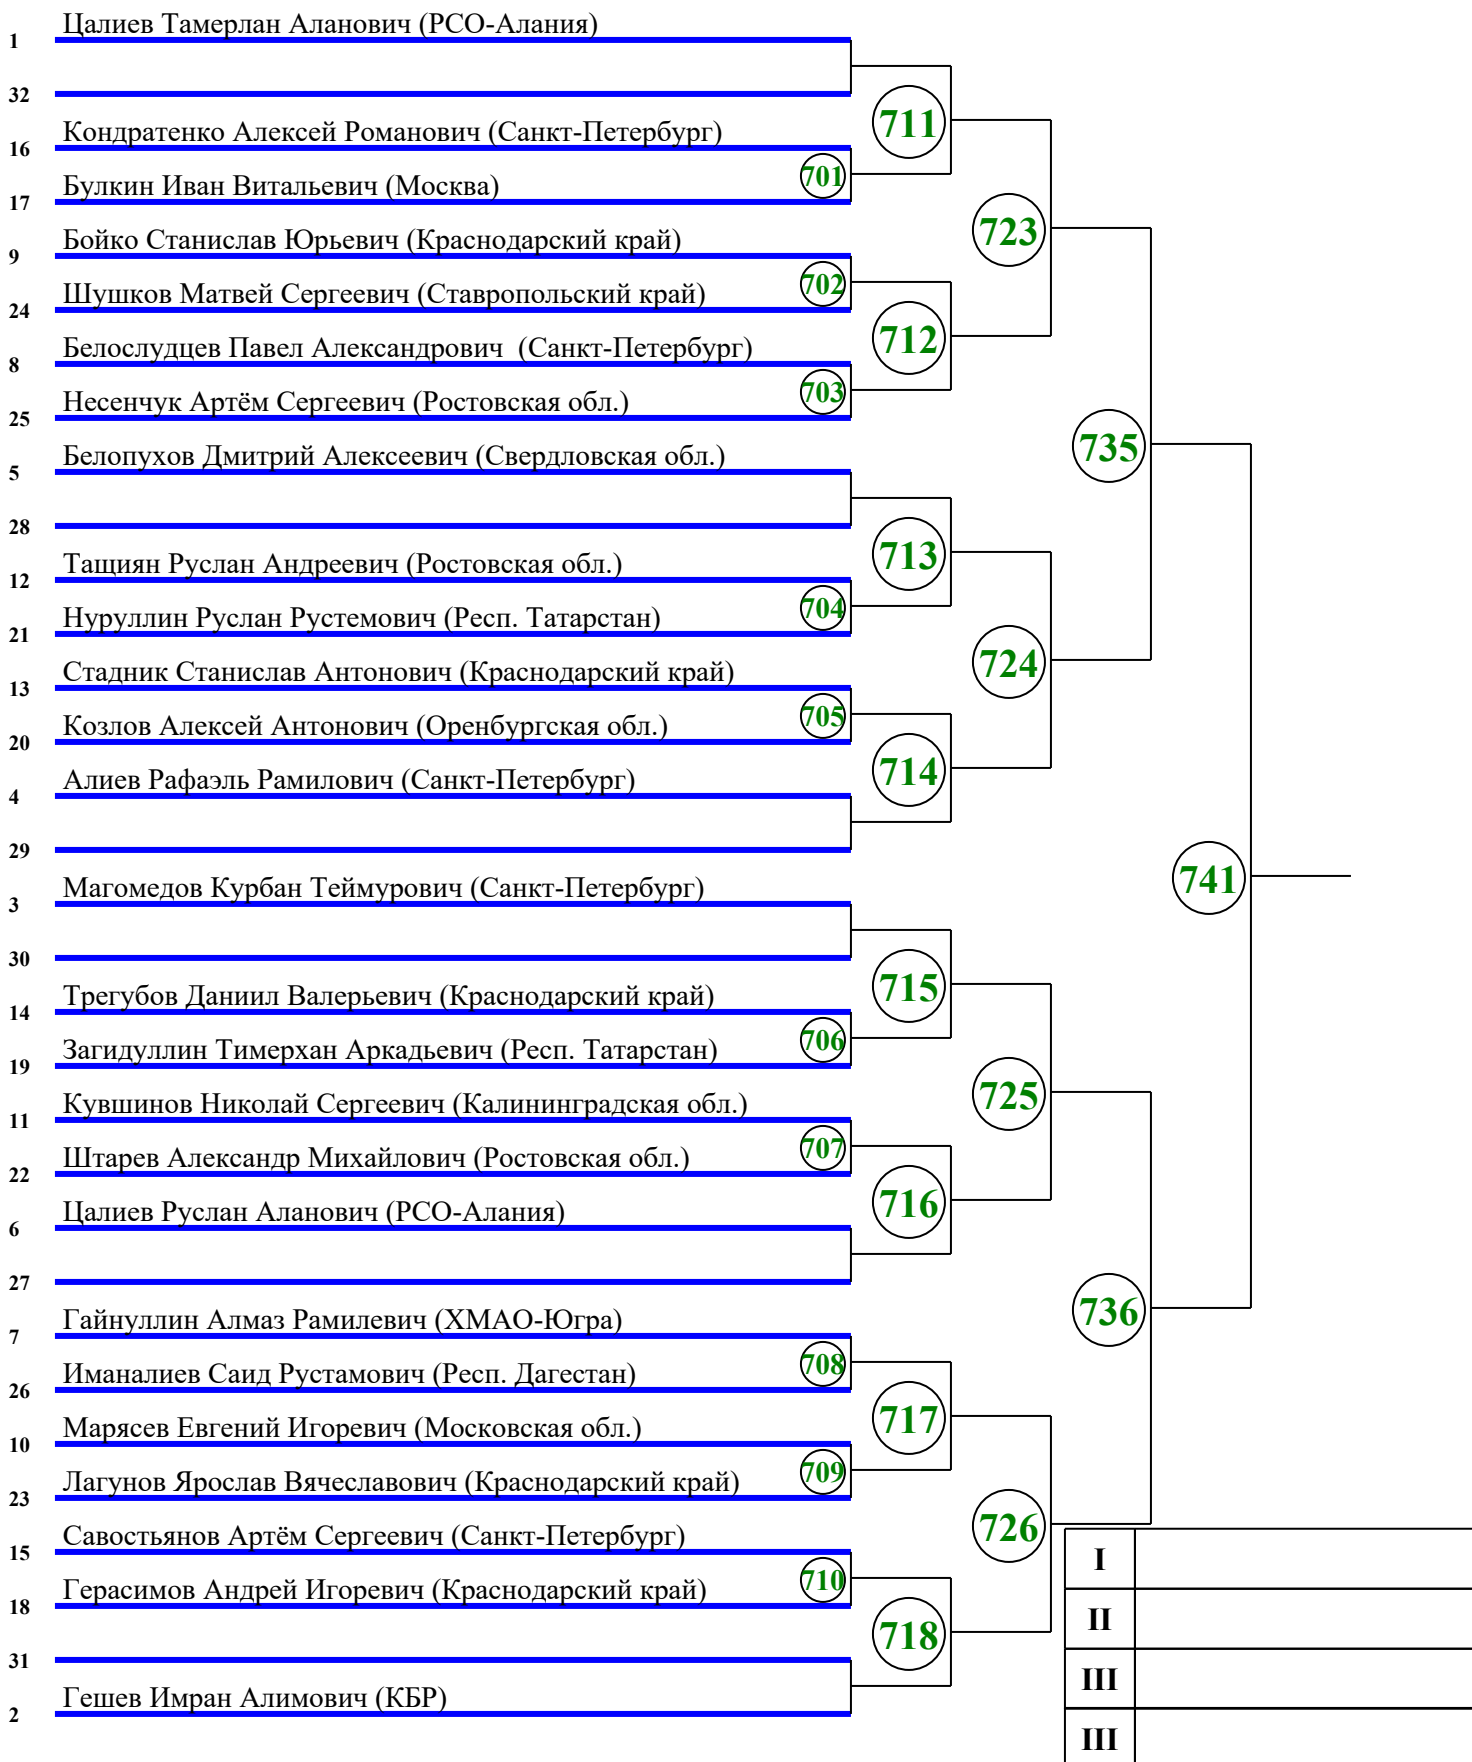 Цалиев Тамерлан Аланович (РСО-Алания)
1
32
711
Кондратенко Алексей Романович (Санкт-Петербург)
16
701
Булкин Иван Витальевич (Москва)
17
723
Бойко Станислав Юрьевич (Краснодарский край)
9
702
Шушков Матвей Сергеевич (Ставропольский край)
24
712
Белослудцев Павел Александрович (Санкт-Петербург)
8
703
Несенчук Артём Сергеевич (Ростовская обл.)
25
735
Белопухов Дмитрий Алексеевич (Свердловская обл.)
5
28
713
Тащиян Руслан Андреевич (Ростовская обл.)
12
704
Нуруллин Руслан Рустемович (Респ. Татарстан)
21
724
Стадник Станислав Антонович (Краснодарский край)
13
705
Козлов Алексей Антонович (Оренбургская обл.)
20
714
Алиев Рафаэль Рамилович (Санкт-Петербург)
4
29
741
Магомедов Курбан Теймурович (Санкт-Петербург)
3
30
715
Трегубов Даниил Валерьевич (Краснодарский край)
14
706
Загидуллин Тимерхан Аркадьевич (Респ. Татарстан)
19
725
Кувшинов Николай Сергеевич (Калининградская обл.)
11
707
Штарев Александр Михайлович (Ростовская обл.)
22
716
Цалиев Руслан Аланович (РСО-Алания)
6
27
736
Гайнуллин Алмаз Рамилевич (ХМАО-Югра)
7
708
Иманалиев Саид Рустамович (Респ. Дагестан)
26
717
Марясев Евгений Игоревич (Московская обл.)
10
709
Лагунов Ярослав Вячеславович (Краснодарский край)
23
726
Савостьянов Артём Сергеевич (Санкт-Петербург)
15
710
Герасимов Андрей Игоревич (Краснодарский край)
18
718
31
Гешев Имран Алимович (КБР)
2
I
II
III
III